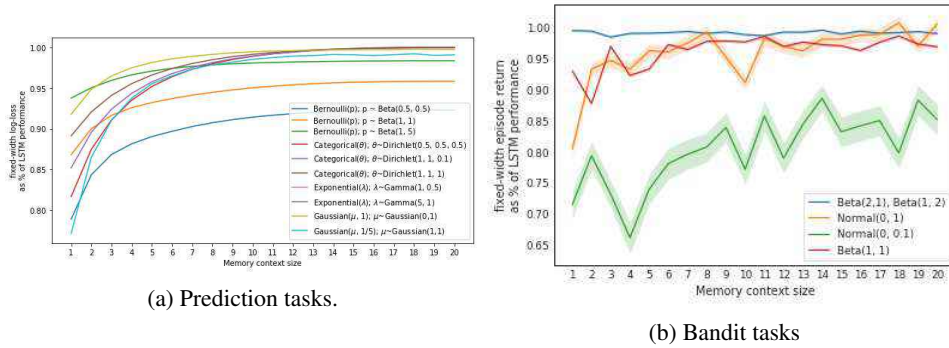 fixed-width log-loss
as % of LSTM performance
1.00
0.95
0.90
0.85
0.80
Bernoulli(p); p ~ Beta(0.5, 0.5)
Bernoulli(p); p ~ Beta(1, 1)
Bernoulli(p); p ~ Beta(1, 5)
Categorical(θ); θ~Dirichlet(0.5, 0.5, 0.5)
Categorical(θ); θ~Dirichlet(1, 1, 0.1)
Categorical(θ); θ~Dirichlet(1, 1, 1)
Exponential(λ); λ~Gamma(1, 0.5)
Exponential(λ); λ~Gamma(5, 1)
Gaussian(μ, 1); μ~Gaussian(0,1)
Gaussian(μ, 1/5); μ~Gaussian(1,1)
1 2 3 4 5 6 7 8 9 10 11 12 13 14 15 16 17 18 19 20
Memory context size
(a) Prediction tasks.
fixed-width episode return
as % of LSTM performance
1.00
0.95
0.90
0.85
0.80
0.75
0.70
0.65
Beta(2,1), Beta(1, 2)
Normal(0, 1)
Normal(0, 0.1)
Beta(1, 1)
1 2 3 4 5 6 7 8 9 10 11 12 13 14 15 16 17 18 19 20
Memory context size
(b) Bandit tasks